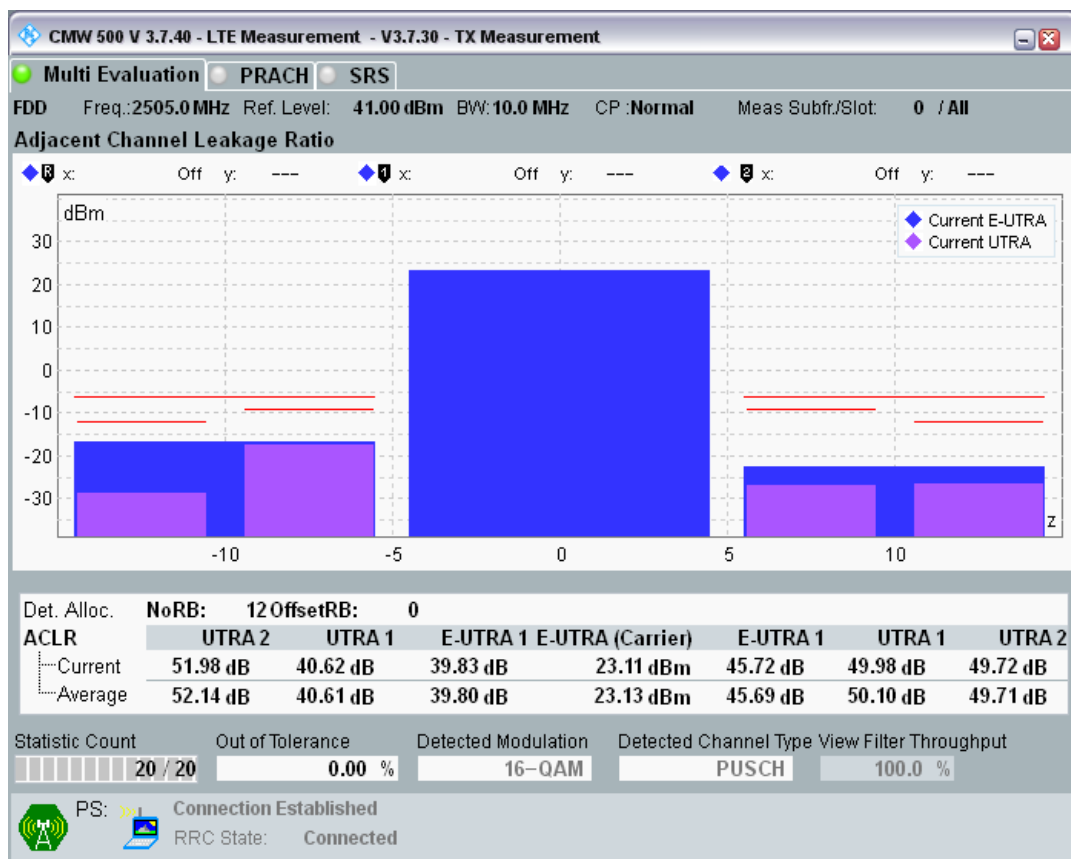 CMW 500 V 3.7.40 - LTE Measurement - V3.7.30 - TX Measurement
Multi Evaluation PRACH SRS
FDD Freq.:2505.0 MHz Ref. Level: 41.00 dBm BW: 10.0 MHz CP :Normal Meas Subfr./Slot: 0 / All
Adjacent Channel Leakage Ratio
R x: Off y: --- 1 x: Off y: --- 2 x: Off y: ---
dBm
Current E-UTRA
Current UTRA
30
20
10
0
-10
-20
-30
z
-10 -5 0 5 10
Det. Alloc. NoRB: 12 OffsetRB: 0
ACLR UTRA 2 UTRA 1 E-UTRA 1 E-UTRA (Carrier) E-UTRA 1 UTRA 1 UTRA 2
Current 51.98 dB 40.62 dB 39.83 dB 23.11 dBm 45.72 dB 49.98 dB 49.72 dB
Average 52.14 dB 40.61 dB 39.80 dB 23.13 dBm 45.69 dB 50.10 dB 49.71 dB
Statistic Count Out of Tolerance Detected Modulation Detected Channel Type View Filter Throughput
20 / 20 0.00 % 16-QAM PUSCH 100.0 %
PS: Connection Established
RRC State: Connected